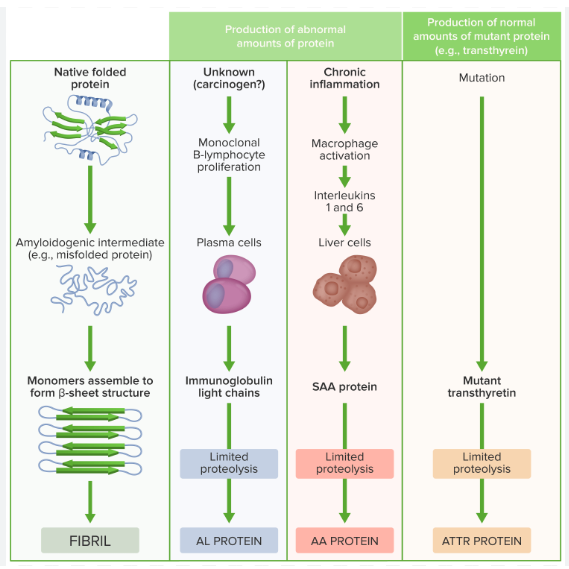 Production of abnormal
amounts of protein
Production of normal
amounts of mutant protein
(e.g., transthyrein)
Native folded
protein
Amyloidogenic intermediate
(e.g., misfolded protein)
Monomers assemble to
form β-sheet structure
FIBRIL
Unknown
(carcinogen?)
Monoclonal
B-lymphocyte
proliferation
Plasma cells
Immunoglobulin
light chains
Limited
proteolysis
AL PROTEIN
Chronic
inflammation
Macrophage
activation
Interleukins
1 and 6
Liver cells
SAA protein
Limited
proteolysis
AA PROTEIN
Mutation
Mutant
transthyretin
Limited
proteolysis
ATTR PROTEIN